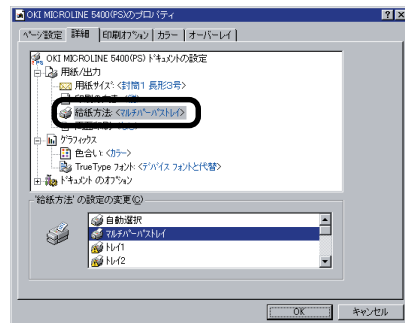 OKI MICROLINE 5400(PS)のプロパティ
ページ設定 詳細 印刷オプション カラー オーバーレイ
OKI MICROLINE 5400(PS) ドキュメントの設定
用紙/出力
用紙サイズ: <封筒1 長形3号>
給紙方法: <マルチパーパストレイ>
グラフィックス
色合い: <カラー>
TrueType フォント: <デバイス フォントと代替>
ドキュメント のオプション
'給紙方法' の設定の変更(C)
自動選択
マルチパーパストレイ
トレイ1
トレイ2
OK キャンセル